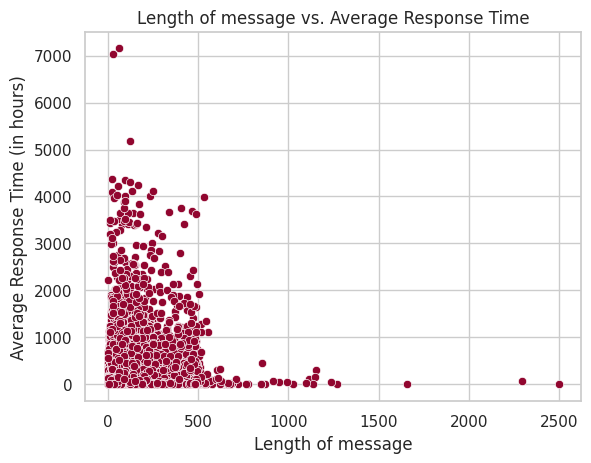 Length of message vs. Average Response Time
Average Response Time (in hours)
7000
6000
5000
4000
3000
2000
1000
0
0 500 1000 1500 2000 2500
Length of message